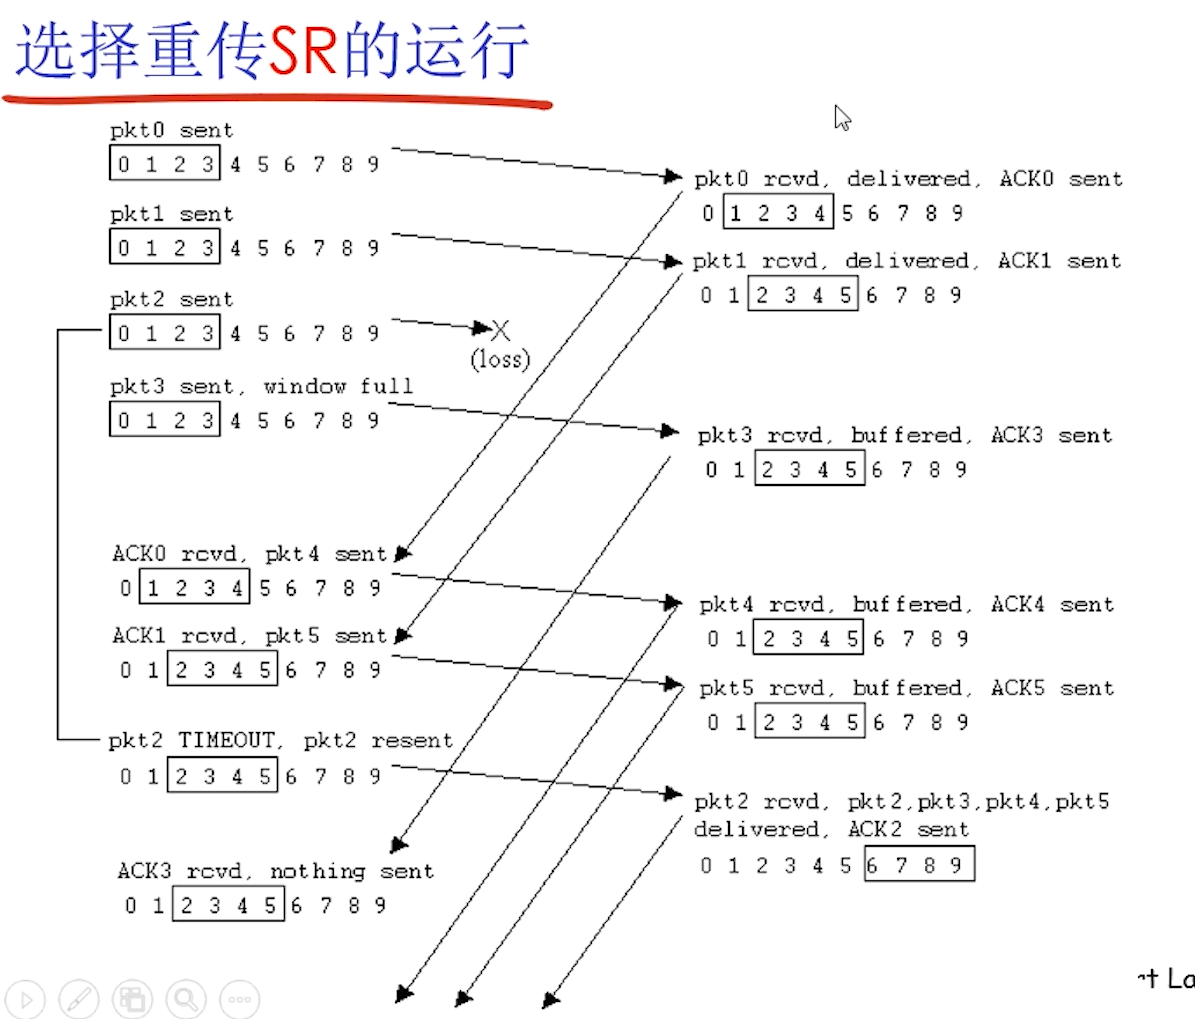 选择重传SR的运行
pkt0 sent
0 1 2 3 4 5 6 7 8 9
pkt0 rcvd, delivered, ACK0 sent
0 1 2 3 4 5 6 7 8 9
pkt1 sent
0 1 2 3 4 5 6 7 8 9
pkt1 rcvd, delivered, ACK1 sent
0 1 2 3 4 5 6 7 8 9
pkt2 sent
0 1 2 3 4 5 6 7 8 9
X
(loss)
pkt3 sent, window full
0 1 2 3 4 5 6 7 8 9
pkt3 rcvd, buffered, ACK3 sent
0 1 2 3 4 5 6 7 8 9
ACK0 rcvd, pkt4 sent
0 1 2 3 4 5 6 7 8 9
pkt4 rcvd, buffered, ACK4 sent
0 1 2 3 4 5 6 7 8 9
ACK1 rcvd, pkt5 sent
0 1 2 3 4 5 6 7 8 9
pkt5 rcvd, buffered, ACK5 sent
0 1 2 3 4 5 6 7 8 9
pkt2 TIMEOUT, pkt2 resent
0 1 2 3 4 5 6 7 8 9
pkt2 rcvd, pkt2,pkt3,pkt4,pkt5
delivered, ACK2 sent
0 1 2 3 4 5 6 7 8 9
ACK3 rcvd, nothing sent
0 1 2 3 4 5 6 7 8 9